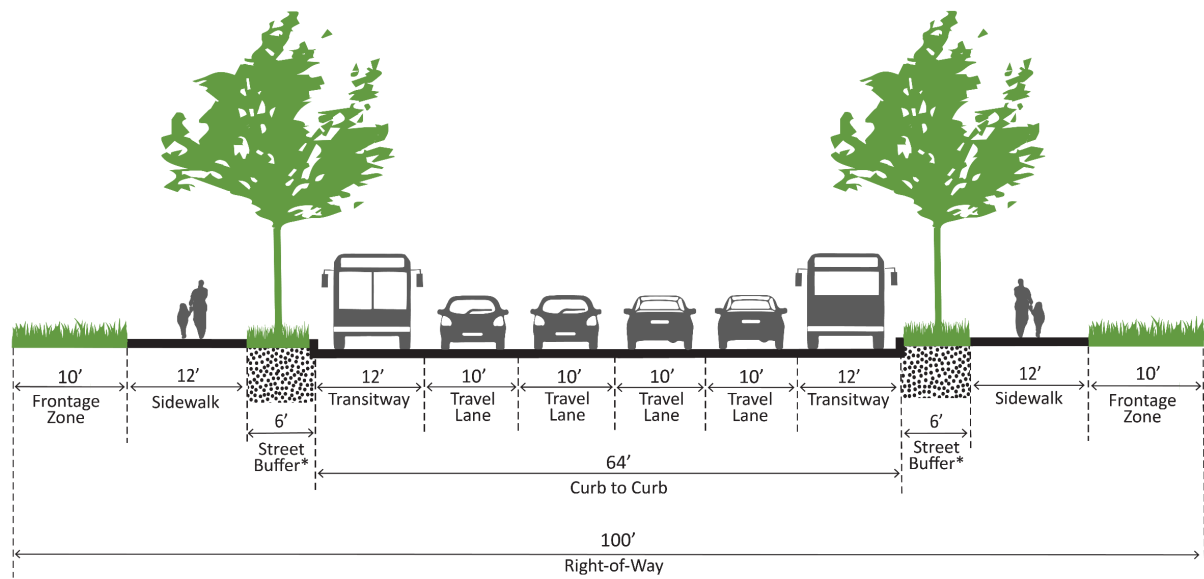 10’ 12’ 12’ 10’ 10’ 10’ 10’ 12’ 12’ 10’
Frontage Zone
Sidewalk
Transitway
Travel Lane
Travel Lane
Travel Lane
Travel Lane
Transitway
Sidewalk
Frontage Zone
6’ 6’
Street Buffer*
Street Buffer*
64’
Curb to Curb
100’
Right-of-Way